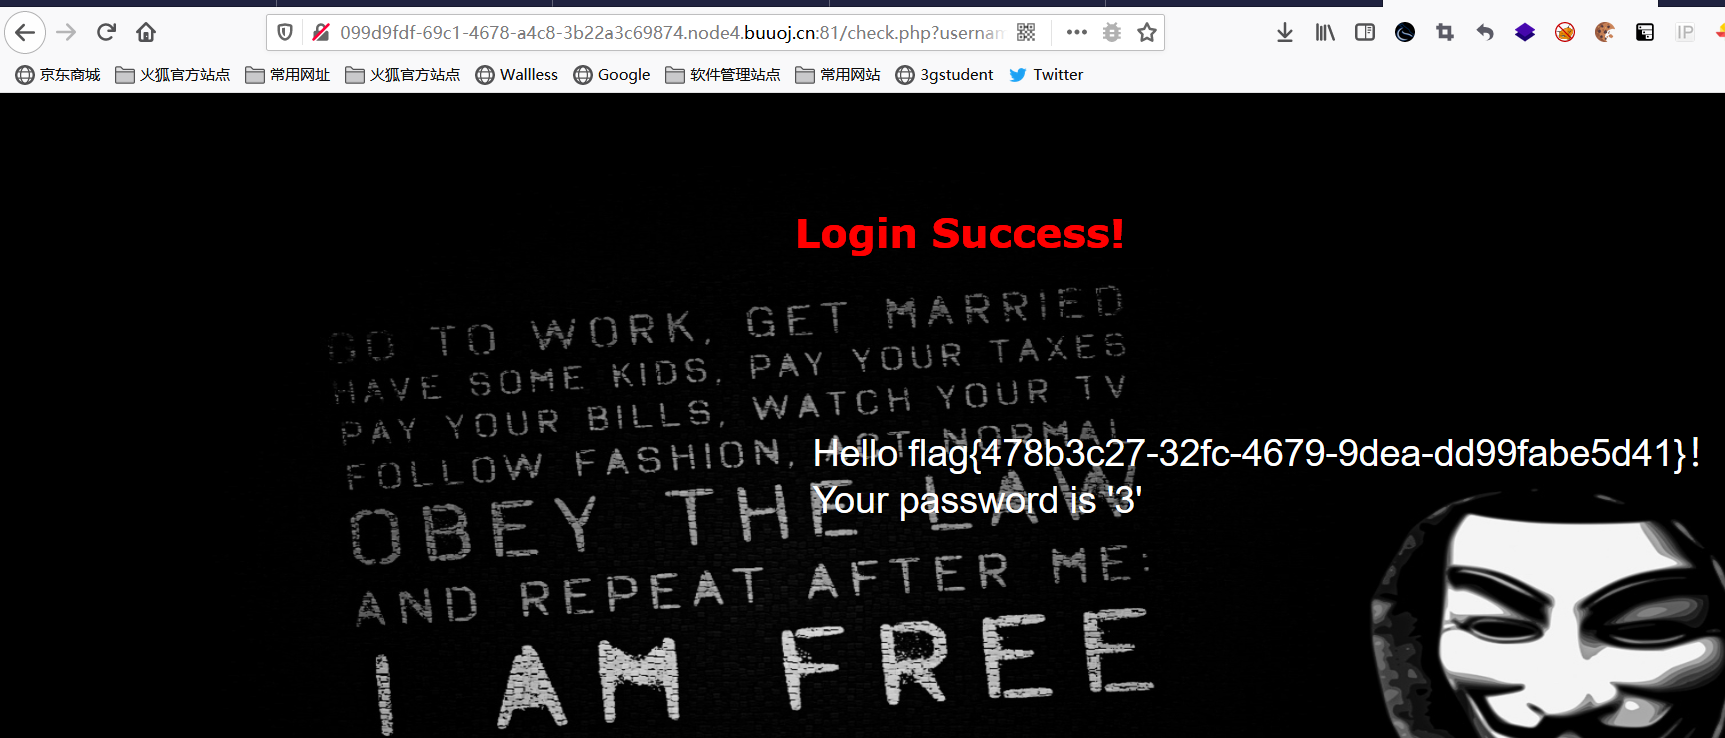 099d9fdf-69c1-4678-a4c8-3b22a3c69874.node4.buuoj.cn:81/check.php?usernam
京东商城 火狐官方站点 常用网址 火狐官方站点 Wallless Google 软件管理站点 常用网站 3gstudent Twitter
IP
Login Success!
GO TO WORK, GET MARRIED
HAVE SOME KIDS, PAY YOUR TAXES
PAY YOUR BILLS, WATCH YOUR TV
FOLLOW FASHION, ACT NORMAL
Hello flag{478b3c27-32fc-4679-9dea-dd99fabe5d41}!
Your password is '3'
OBEY THE LAW
AND REPEAT AFTER ME:
I AM FREE